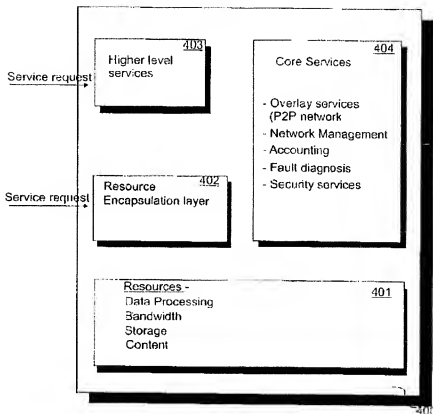 403
Higher level
services
Service request
404
Core Services
- Overlay services
(P2P network
- Network Management
- Accounting
- Fault diagnosis
- Security services
402
Resource
Encapsulation layer
Service request
401
Resources -
Data Processing
Bandwidth
Storage
Content